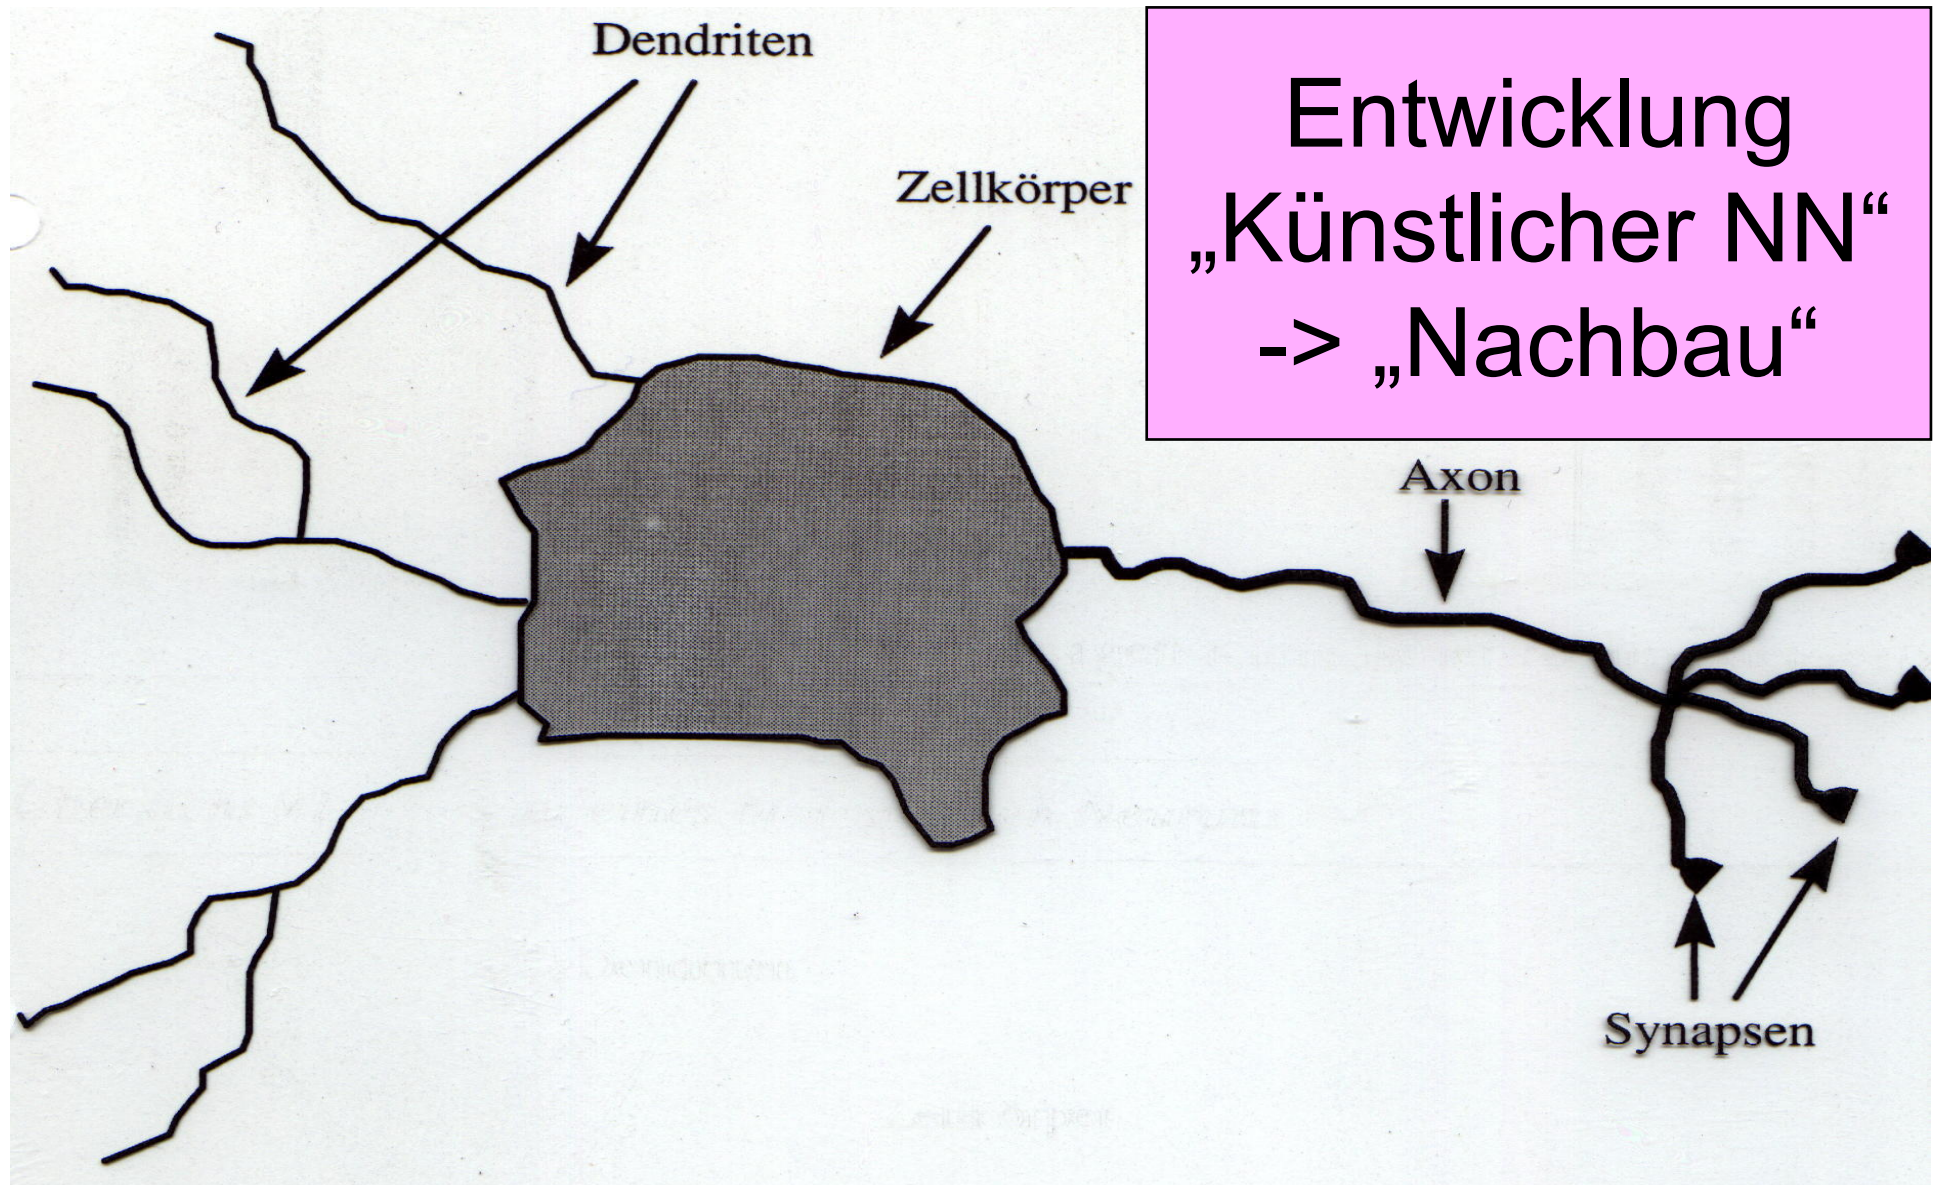 Dendriten
Zellkörper
Entwicklung
„Künstlicher NN“
-> „Nachbau“
Axon
Synapsen